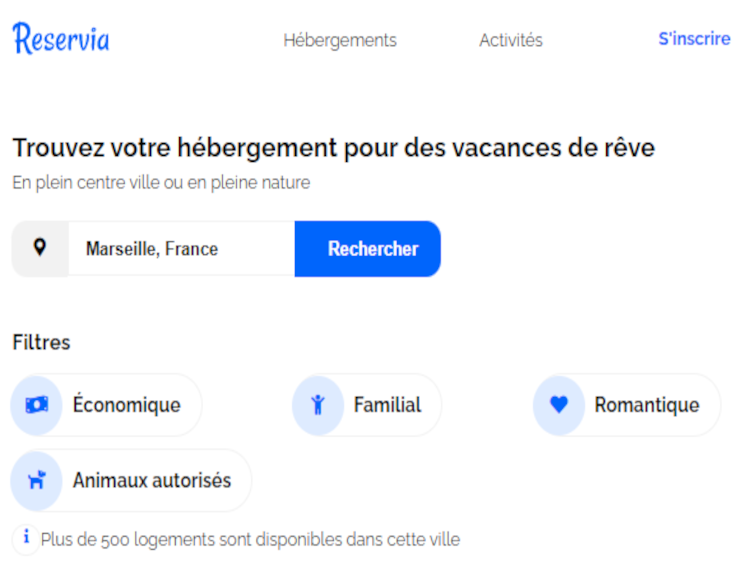 Reservia
Hébergements
Activités
S'inscrire
Trouvez votre hébergement pour des vacances de rêve
En plein centre ville ou en pleine nature
Marseille, France
Rechercher
Filtres
Économique
Familial
Romantique
Animaux autorisés
i Plus de 500 logements sont disponibles dans cette ville